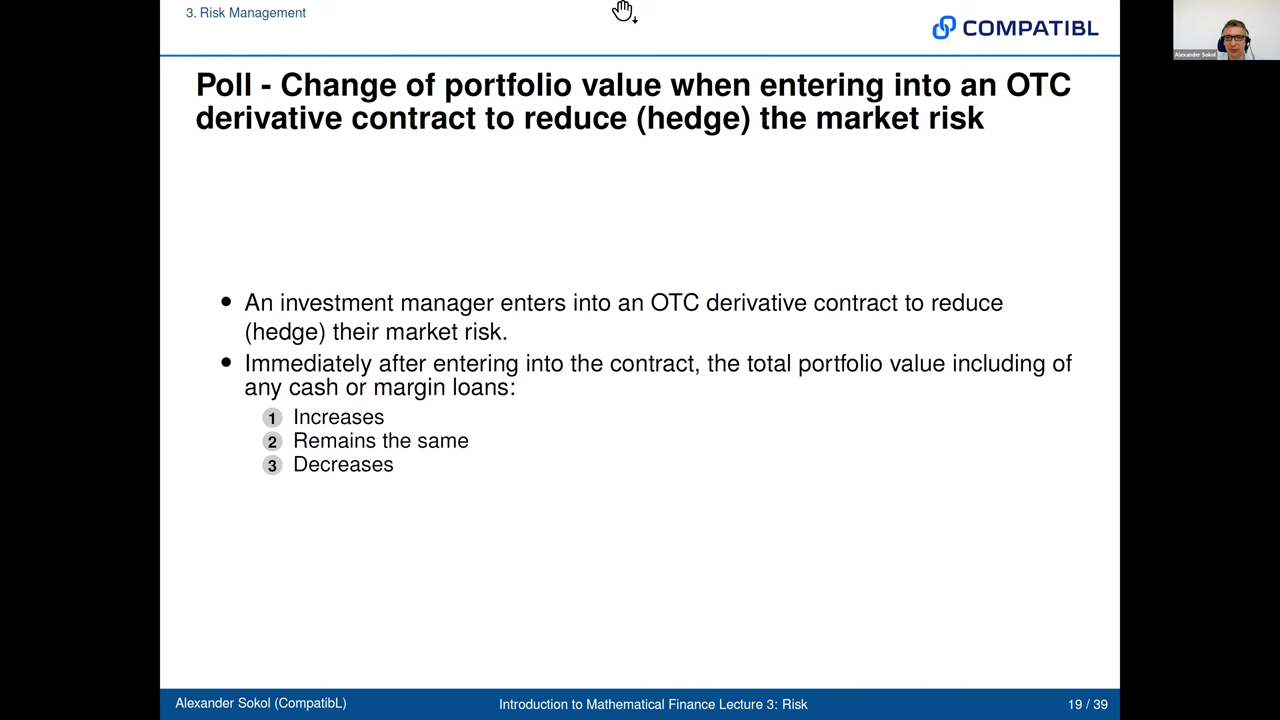 3. Risk Management
COMPATIBL
Alexander Sokol
Poll - Change of portfolio value when entering into an OTC
derivative contract to reduce (hedge) the market risk
● An investment manager enters into an OTC derivative contract to reduce
(hedge) their market risk.
● Immediately after entering into the contract, the total portfolio value including of
any cash or margin loans:
1 Increases
2 Remains the same
3 Decreases
Alexander Sokol (CompatibL) Introduction to Mathematical Finance Lecture 3: Risk 19 / 39